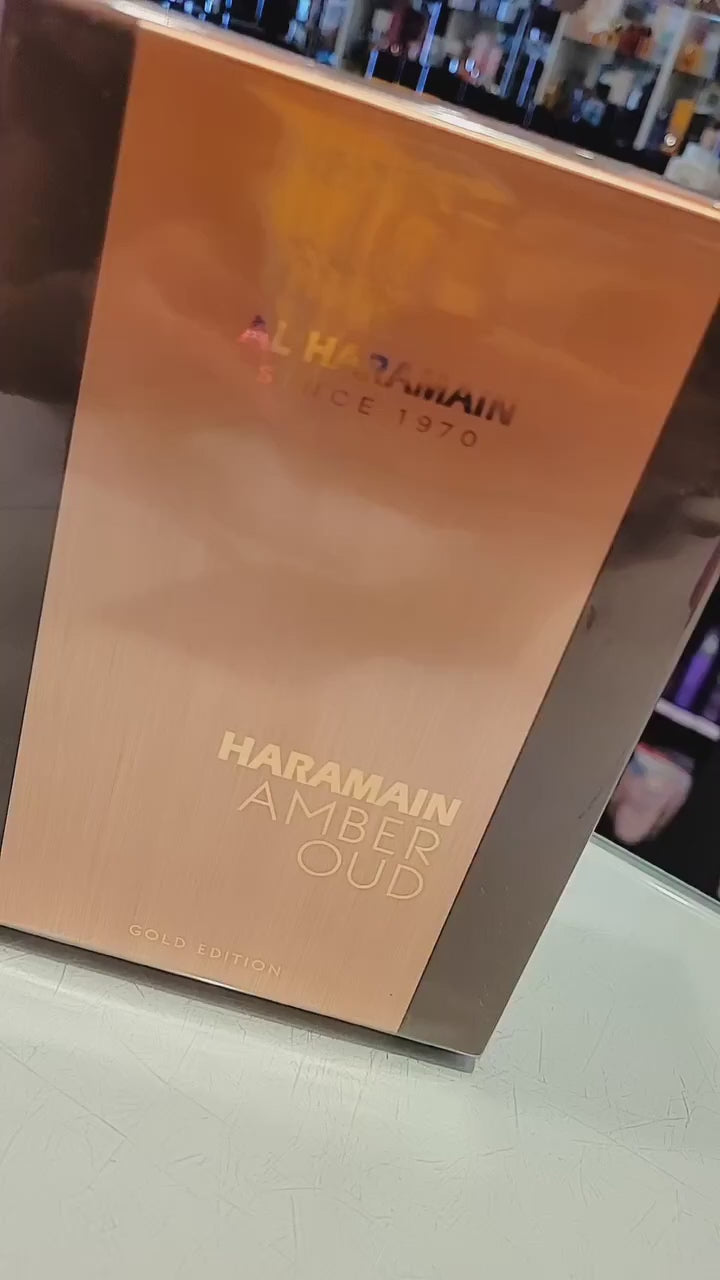 AL HARAMAIN
SINCE 1970
HARAMAIN
AMBER
OUD
GOLD EDITION